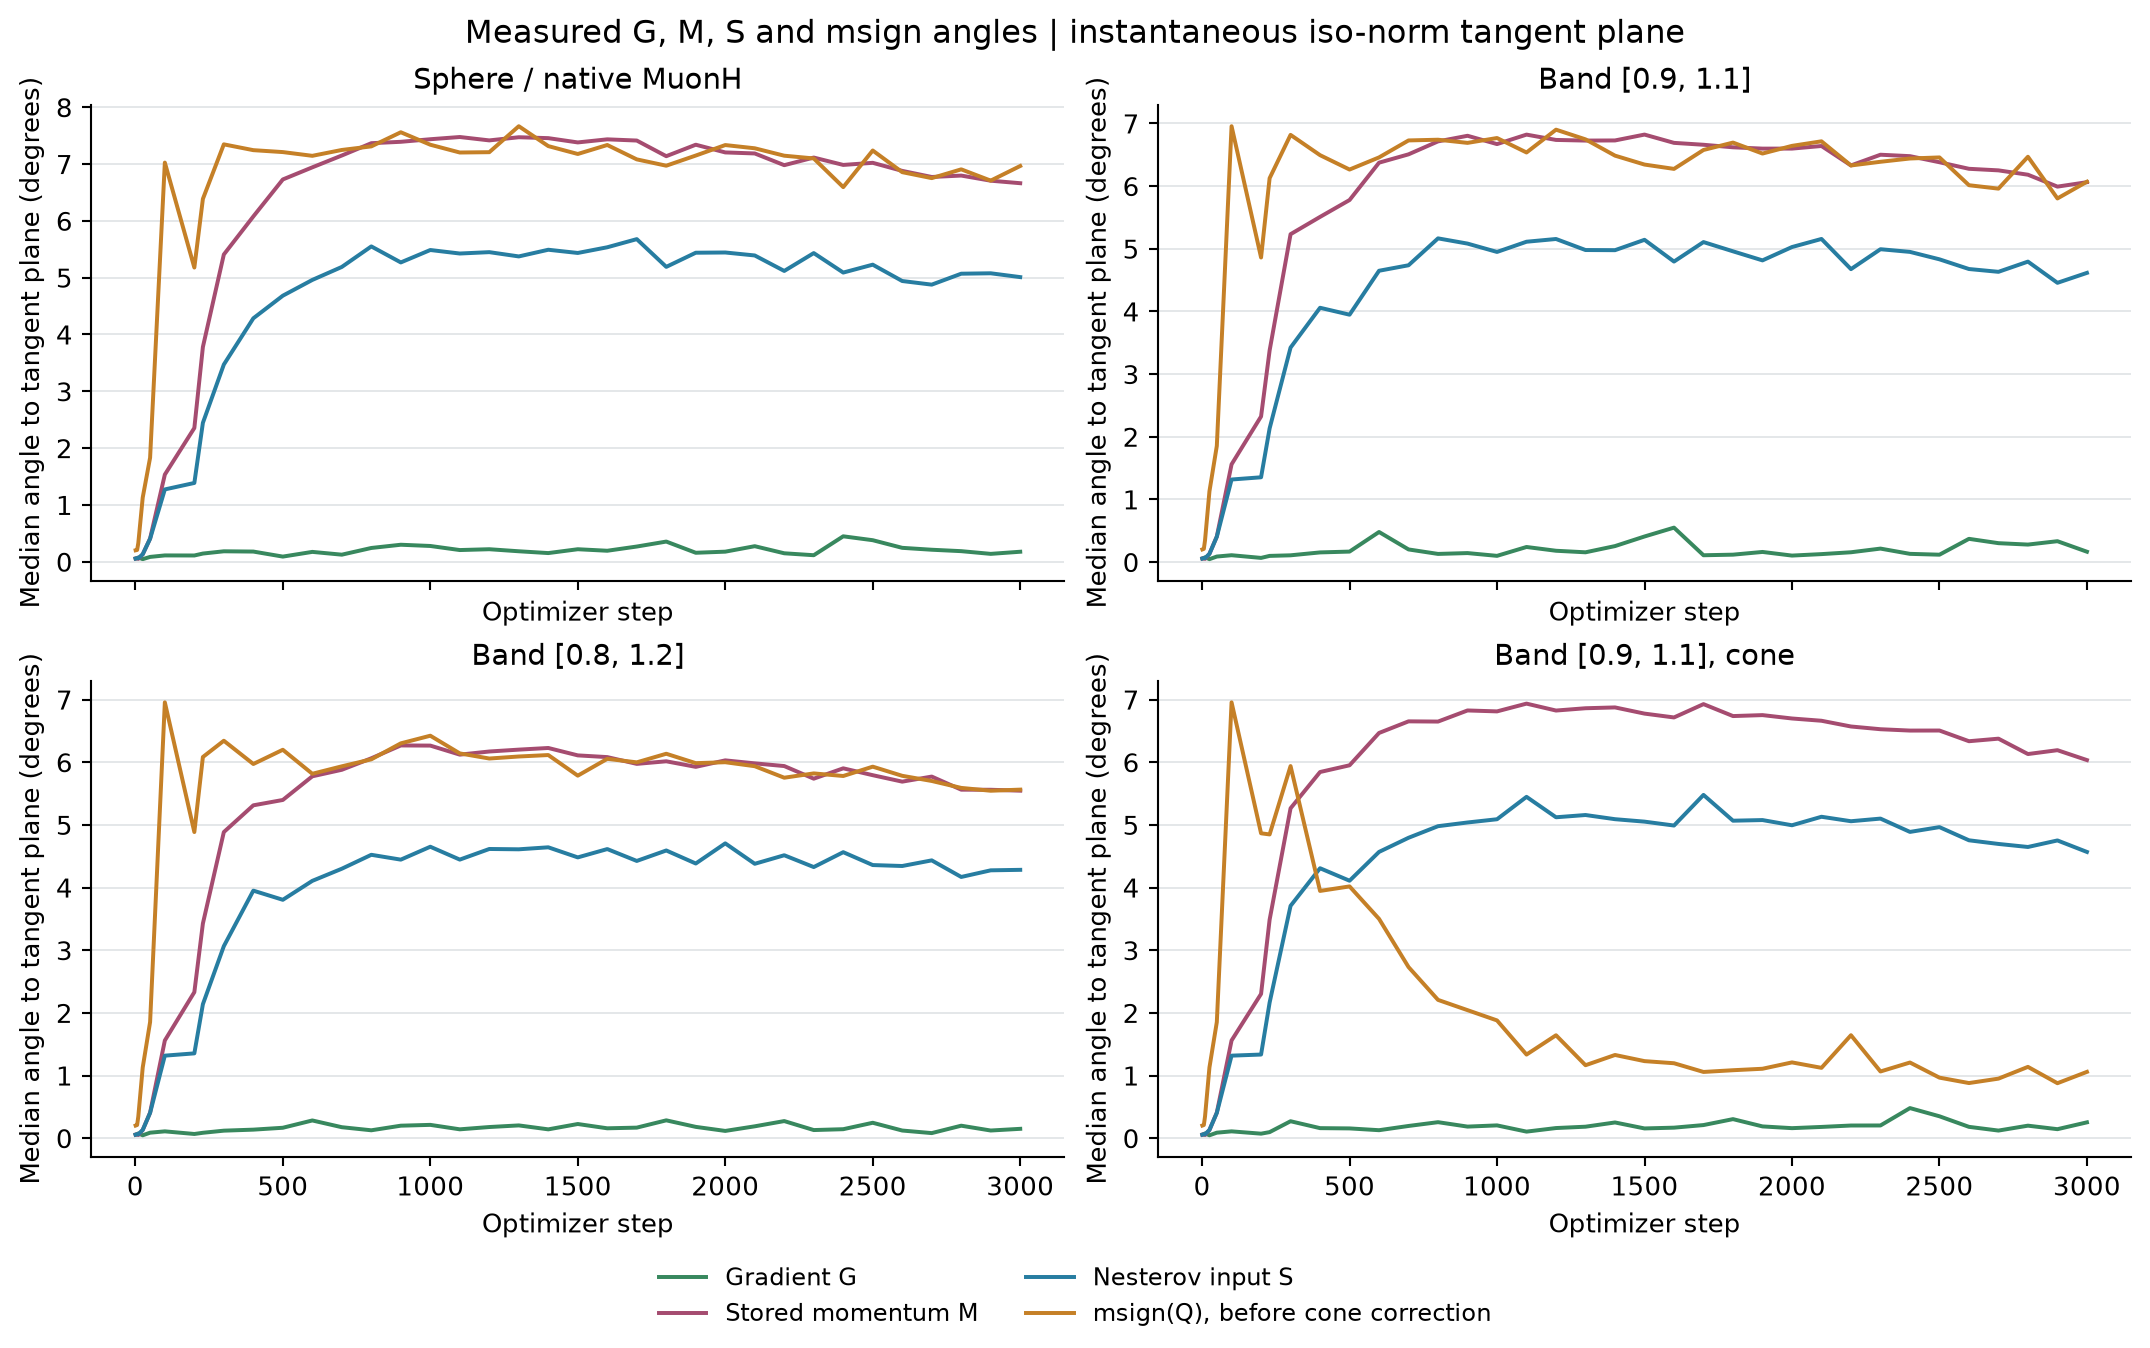 Measured G, M, S and msign angles | instantaneous iso-norm tangent plane
Sphere / native MuonH
Median angle to tangent plane (degrees)
8
7
6
5
4
3
2
1
0
Optimizer step
Band [0.9, 1.1]
Median angle to tangent plane (degrees)
7
6
5
4
3
2
1
0
Optimizer step
Band [0.8, 1.2]
Median angle to tangent plane (degrees)
7
6
5
4
3
2
1
0
0 500 1000 1500 2000 2500 3000
Optimizer step
Band [0.9, 1.1], cone
Median angle to tangent plane (degrees)
7
6
5
4
3
2
1
0
0 500 1000 1500 2000 2500 3000
Optimizer step
Gradient G
Stored momentum M
Nesterov input S
msign(Q), before cone correction